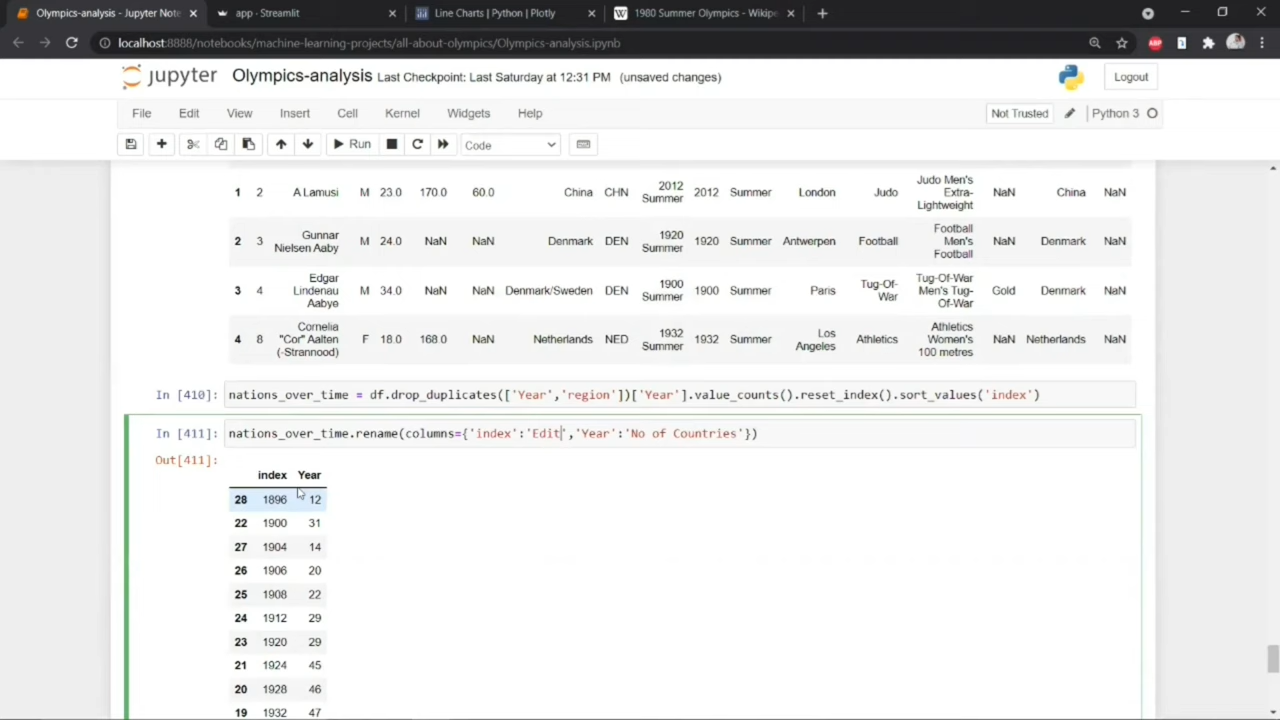 Olympics-analysis - Jupyter Note
app · Streamlit
Line Charts | Python | Plotly
1980 Summer Olympics - Wikipe
localhost:8888/notebooks/machine-learning-projects/all-about-olympics/Olympics-analysis.ipynb
ABP
jupyter Olympics-analysis Last Checkpoint: Last Saturday at 12:31 PM (unsaved changes)
Logout
File Edit View Insert Cell Kernel Widgets Help
Not Trusted
Python 3
Run
Code
1 2 A Lamusi M 23.0 170.0 60.0 China CHN 2012 Summer 2012 Summer London Judo Judo Men's Extra-Lightweight NaN China NaN
2 3 Gunnar Nielsen Aaby M 24.0 NaN NaN Denmark DEN 1920 Summer 1920 Summer Antwerpen Football Football Men's Football NaN Denmark NaN
3 4 Edgar Lindenau Aabye M 34.0 NaN NaN Denmark/Sweden DEN 1900 Summer 1900 Summer Paris Tug-Of-War Tug-Of-War Men's Tug-Of-War Gold Denmark NaN
4 8 Cornelia "Cor" Aalten (-Strannood) F 18.0 168.0 NaN Netherlands NED 1932 Summer 1932 Summer Los Angeles Athletics Athletics Women's 100 metres NaN Netherlands NaN
In [410]: nations_over_time = df.drop_duplicates(['Year','region'])['Year'].value_counts().reset_index().sort_values('index')
In [411]: nations_over_time.rename(columns={'index':'Edit','Year':'No of Countries'})
Out[411]:
index Year
28 1896 12
22 1900 31
27 1904 14
26 1906 20
25 1908 22
24 1912 29
23 1920 29
21 1924 45
20 1928 46
19 1932 47